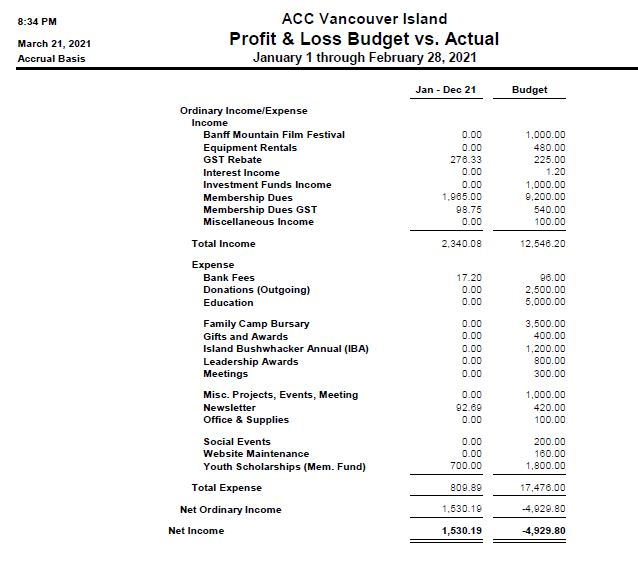 8:34 PM
March 21, 2021
Accrual Basis
ACC Vancouver Island
Profit & Loss Budget vs. Actual
January 1 through February 28, 2021
Jan - Dec 21 Budget
Ordinary Income/Expense
Income
Banff Mountain Film Festival 0.00 1,000.00
Equipment Rentals 0.00 480.00
GST Rebate 276.33 225.00
Interest Income 0.00 1.20
Investment Funds Income 0.00 1,000.00
Membership Dues 1,965.00 9,200.00
Membership Dues GST 98.75 540.00
Miscellaneous Income 0.00 100.00
Total Income 2,340.08 12,546.20
Expense
Bank Fees 17.20 96.00
Donations (Outgoing) 0.00 2,500.00
Education 0.00 5,000.00
Family Camp Bursary 0.00 3,500.00
Gifts and Awards 0.00 400.00
Island Bushwhacker Annual (IBA) 0.00 1,200.00
Leadership Awards 0.00 800.00
Meetings 0.00 300.00
Misc. Projects, Events, Meeting 0.00 1,000.00
Newsletter 92.69 420.00
Office & Supplies 0.00 100.00
Social Events 0.00 200.00
Website Maintenance 0.00 160.00
Youth Scholarships (Mem. Fund) 700.00 1,800.00
Total Expense 809.89 17,476.00
Net Ordinary Income 1,530.19 -4,929.80
Net Income 1,530.19 -4,929.80